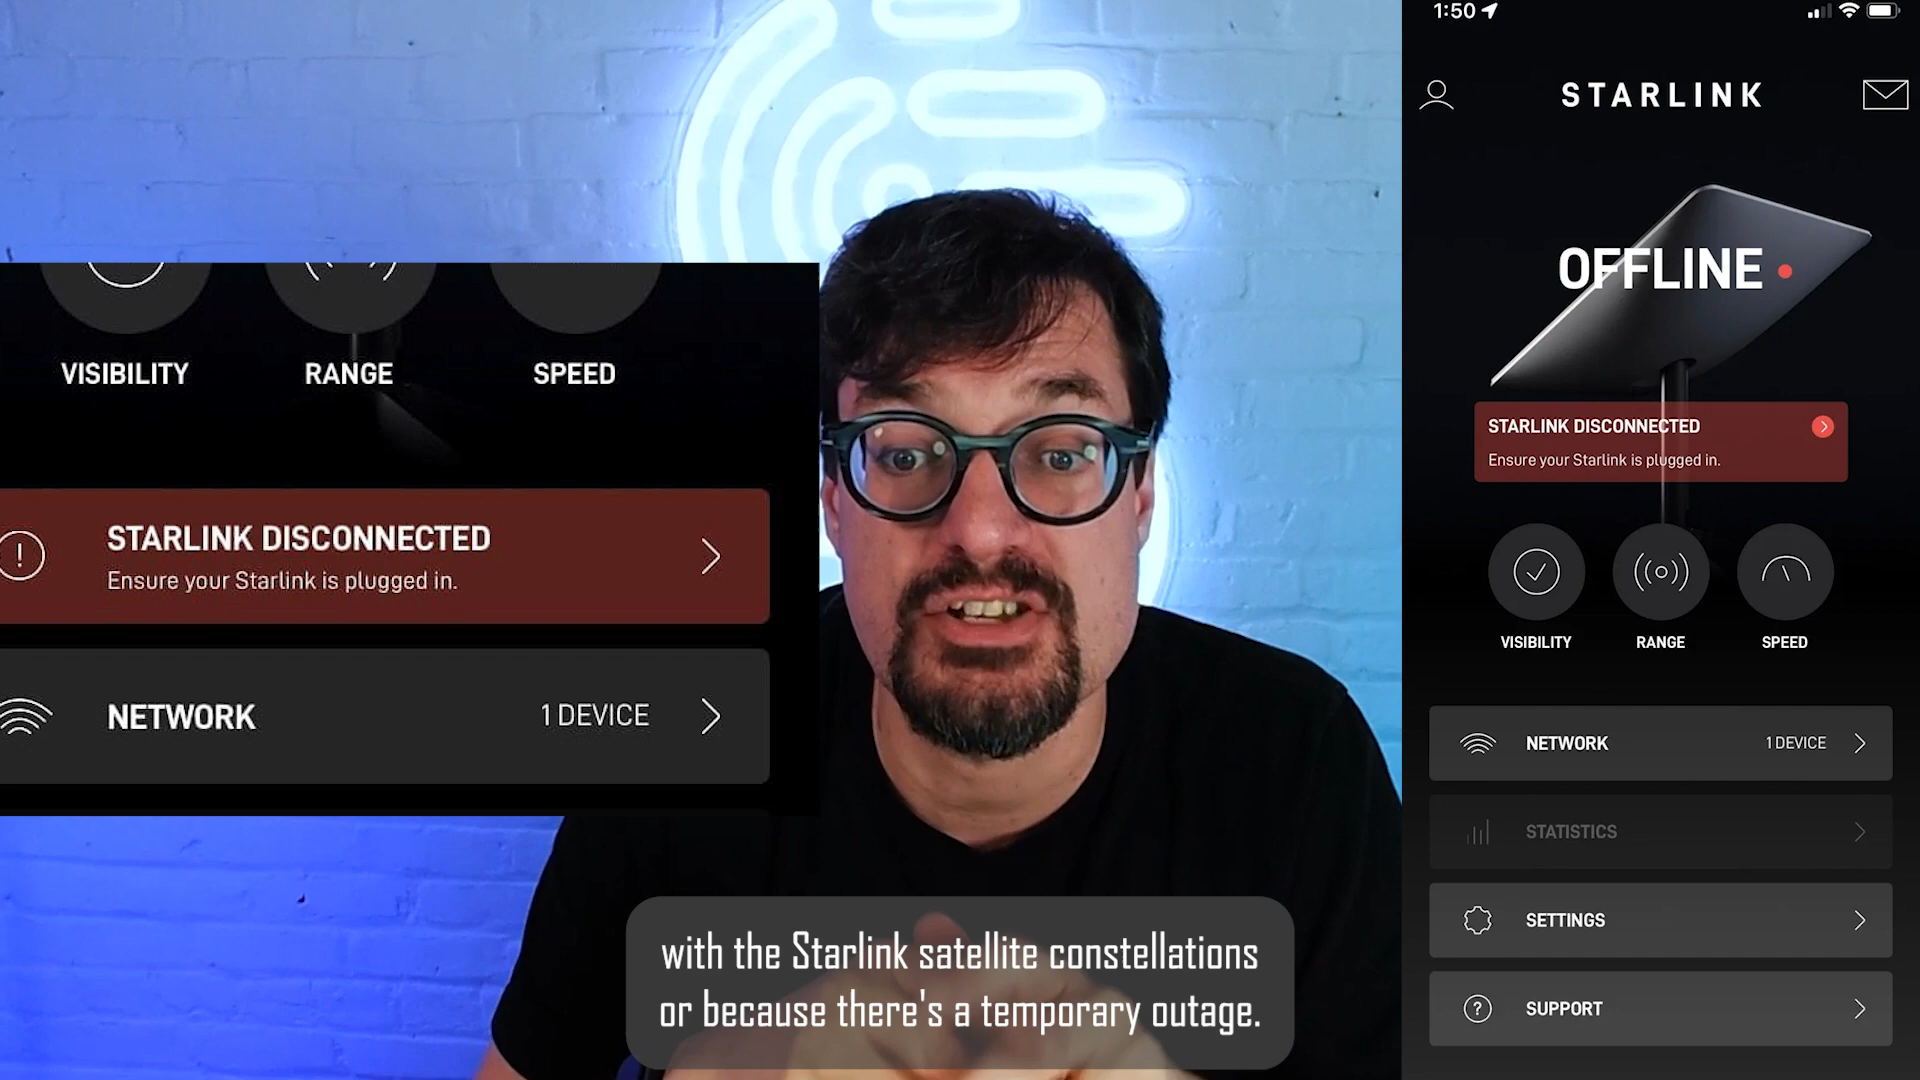 VISIBILITY
RANGE
SPEED
STARLINK DISCONNECTED
Ensure your Starlink is plugged in.
NETWORK
1 DEVICE
with the Starlink satellite constellations
or because there's a temporary outage.
1:50
STARLINK
OFFLINE
STARLINK DISCONNECTED
Ensure your Starlink is plugged in.
VISIBILITY
RANGE
SPEED
NETWORK
1 DEVICE
STATISTICS
SETTINGS
SUPPORT